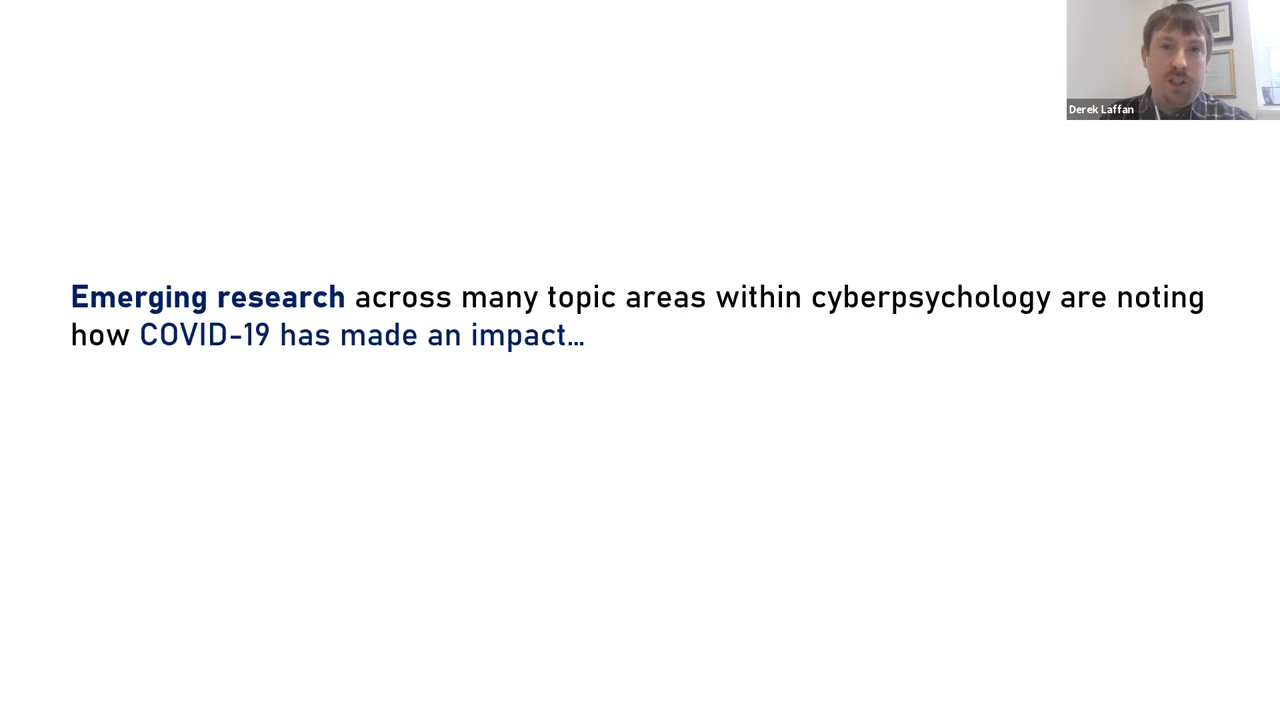 Derek Laffan
Emerging research across many topic areas within cyberpsychology are noting
how COVID-19 has made an impact...